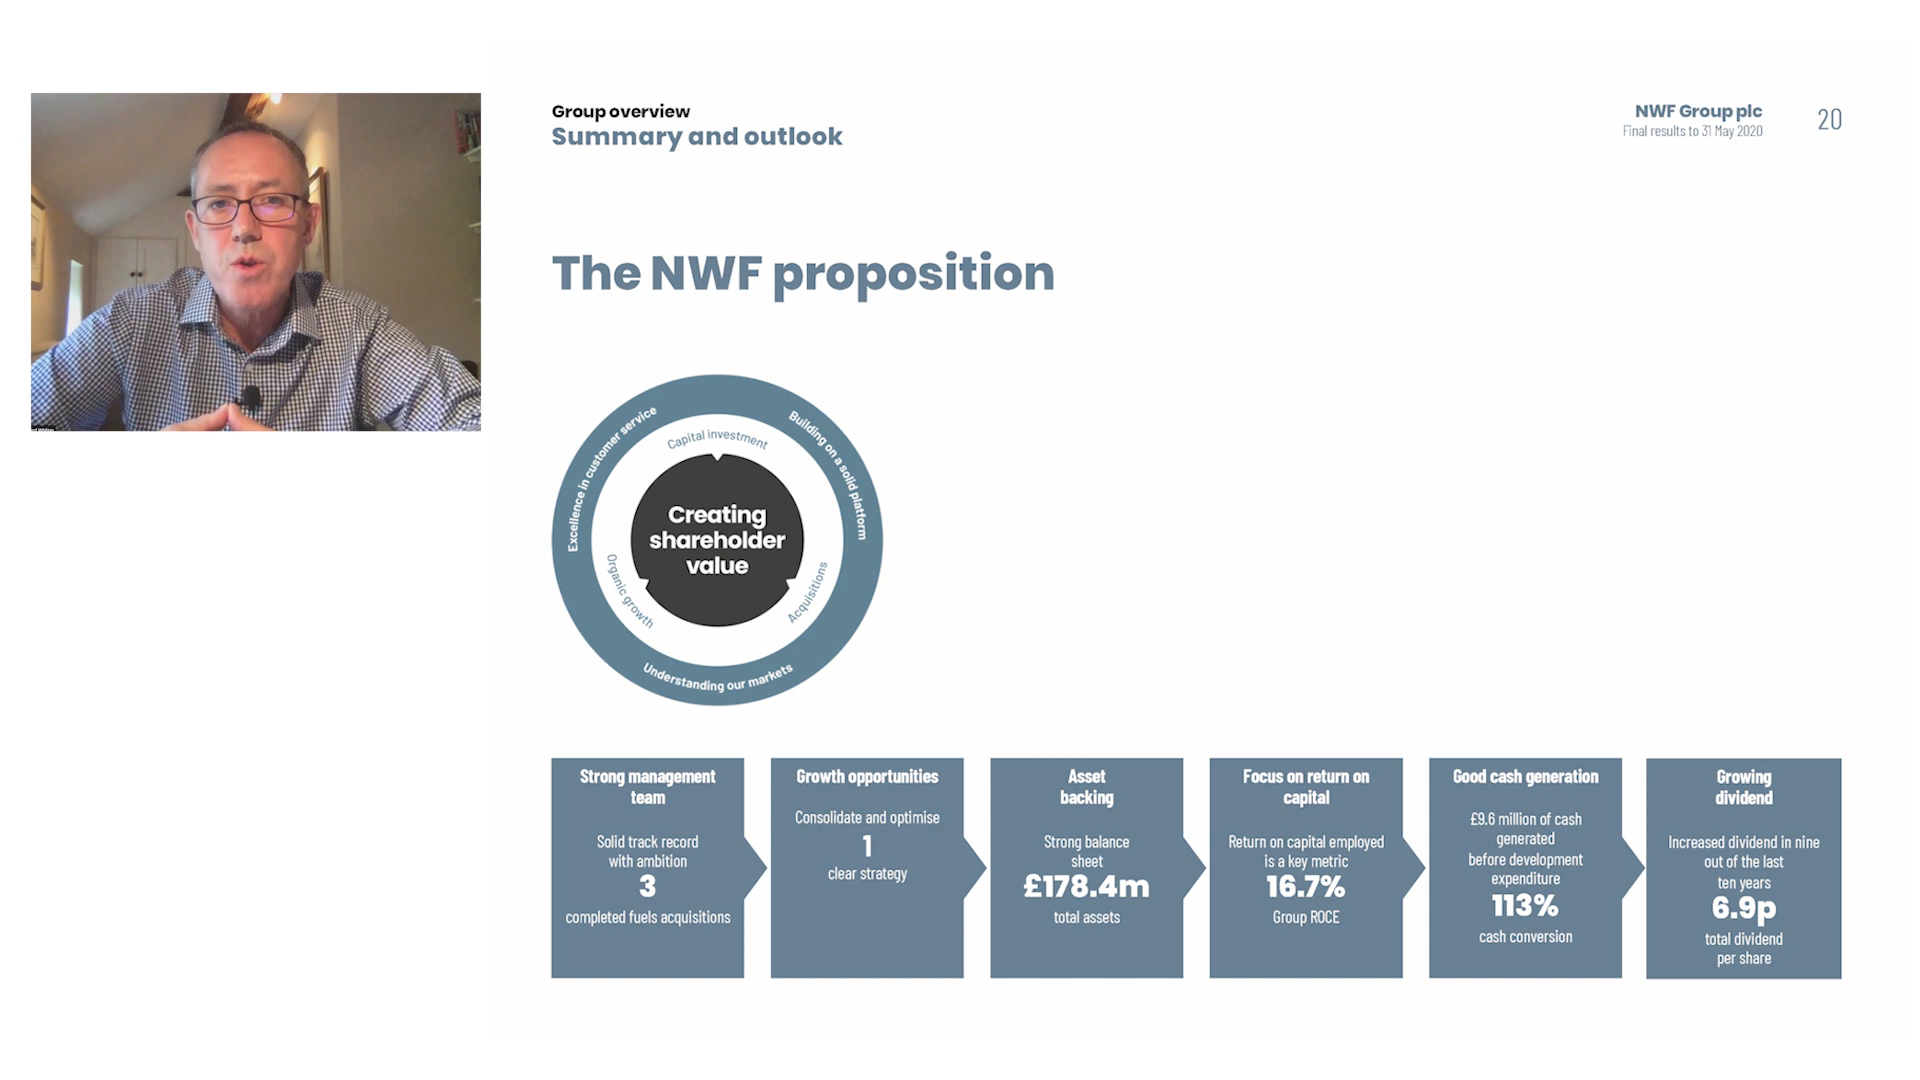 Group overview
Summary and outlook
NWF Group plc
Final results to 31 May 2020
20
The NWF proposition
Excellence in customer service
Building on a solid platform
Understanding our markets
Capital investment
Organic growth
Acquisitions
Creating
shareholder
value
Strong management
team
Solid track record
with ambition
3
completed fuels acquisitions
Growth opportunities
Consolidate and optimise
1
clear strategy
Asset
backing
Strong balance
sheet
£178.4m
total assets
Focus on return on
capital
Return on capital employed
is a key metric
16.7%
Group ROCE
Good cash generation
£9.6 million of cash
generated
before development
expenditure
113%
cash conversion
Growing
dividend
Increased dividend in nine
out of the last
ten years
6.9p
total dividend
per share